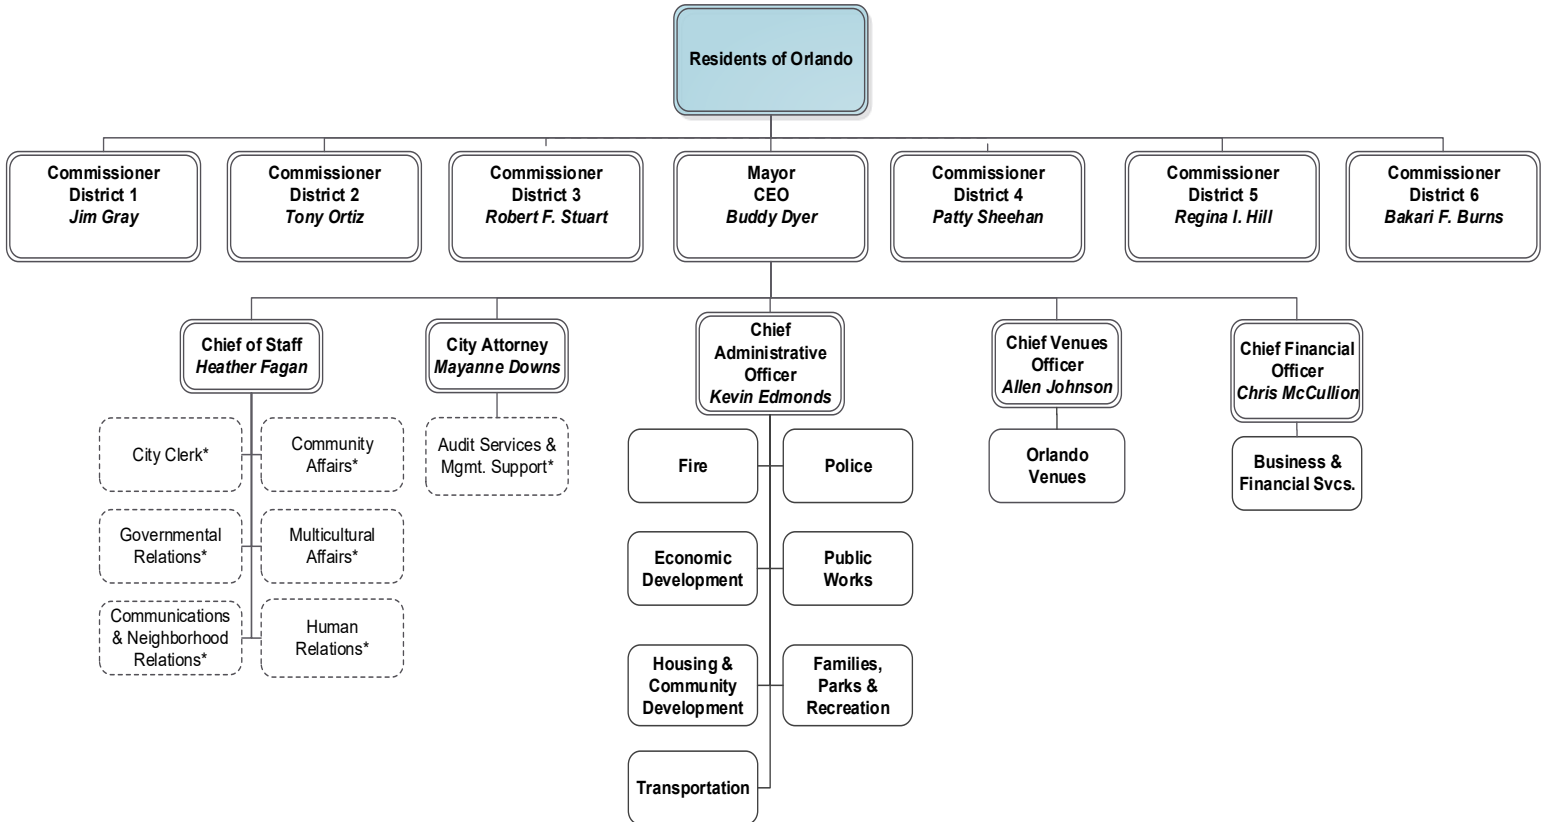 Residents of Orlando
Commissioner
District 1
Jim Gray
Commissioner
District 2
Tony Ortiz
Commissioner
District 3
Robert F. Stuart
Mayor
CEO
Buddy Dyer
Commissioner
District 4
Patty Sheehan
Commissioner
District 5
Regina I. Hill
Commissioner
District 6
Bakari F. Burns
Chief of Staff
Heather Fagan
City Attorney
Mayanne Downs
Chief
Administrative
Officer
Kevin Edmonds
Chief Venues
Officer
Allen Johnson
Chief Financial
Officer
Chris McCullion
City Clerk*
Community
Affairs*
Governmental
Relations*
Multicultural
Affairs*
Communications
& Neighborhood
Relations*
Human
Relations*
Audit Services &
Mgmt. Support*
Fire
Police
Economic
Development
Public
Works
Housing &
Community
Development
Families,
Parks &
Recreation
Transportation
Orlando
Venues
Business &
Financial Svcs.